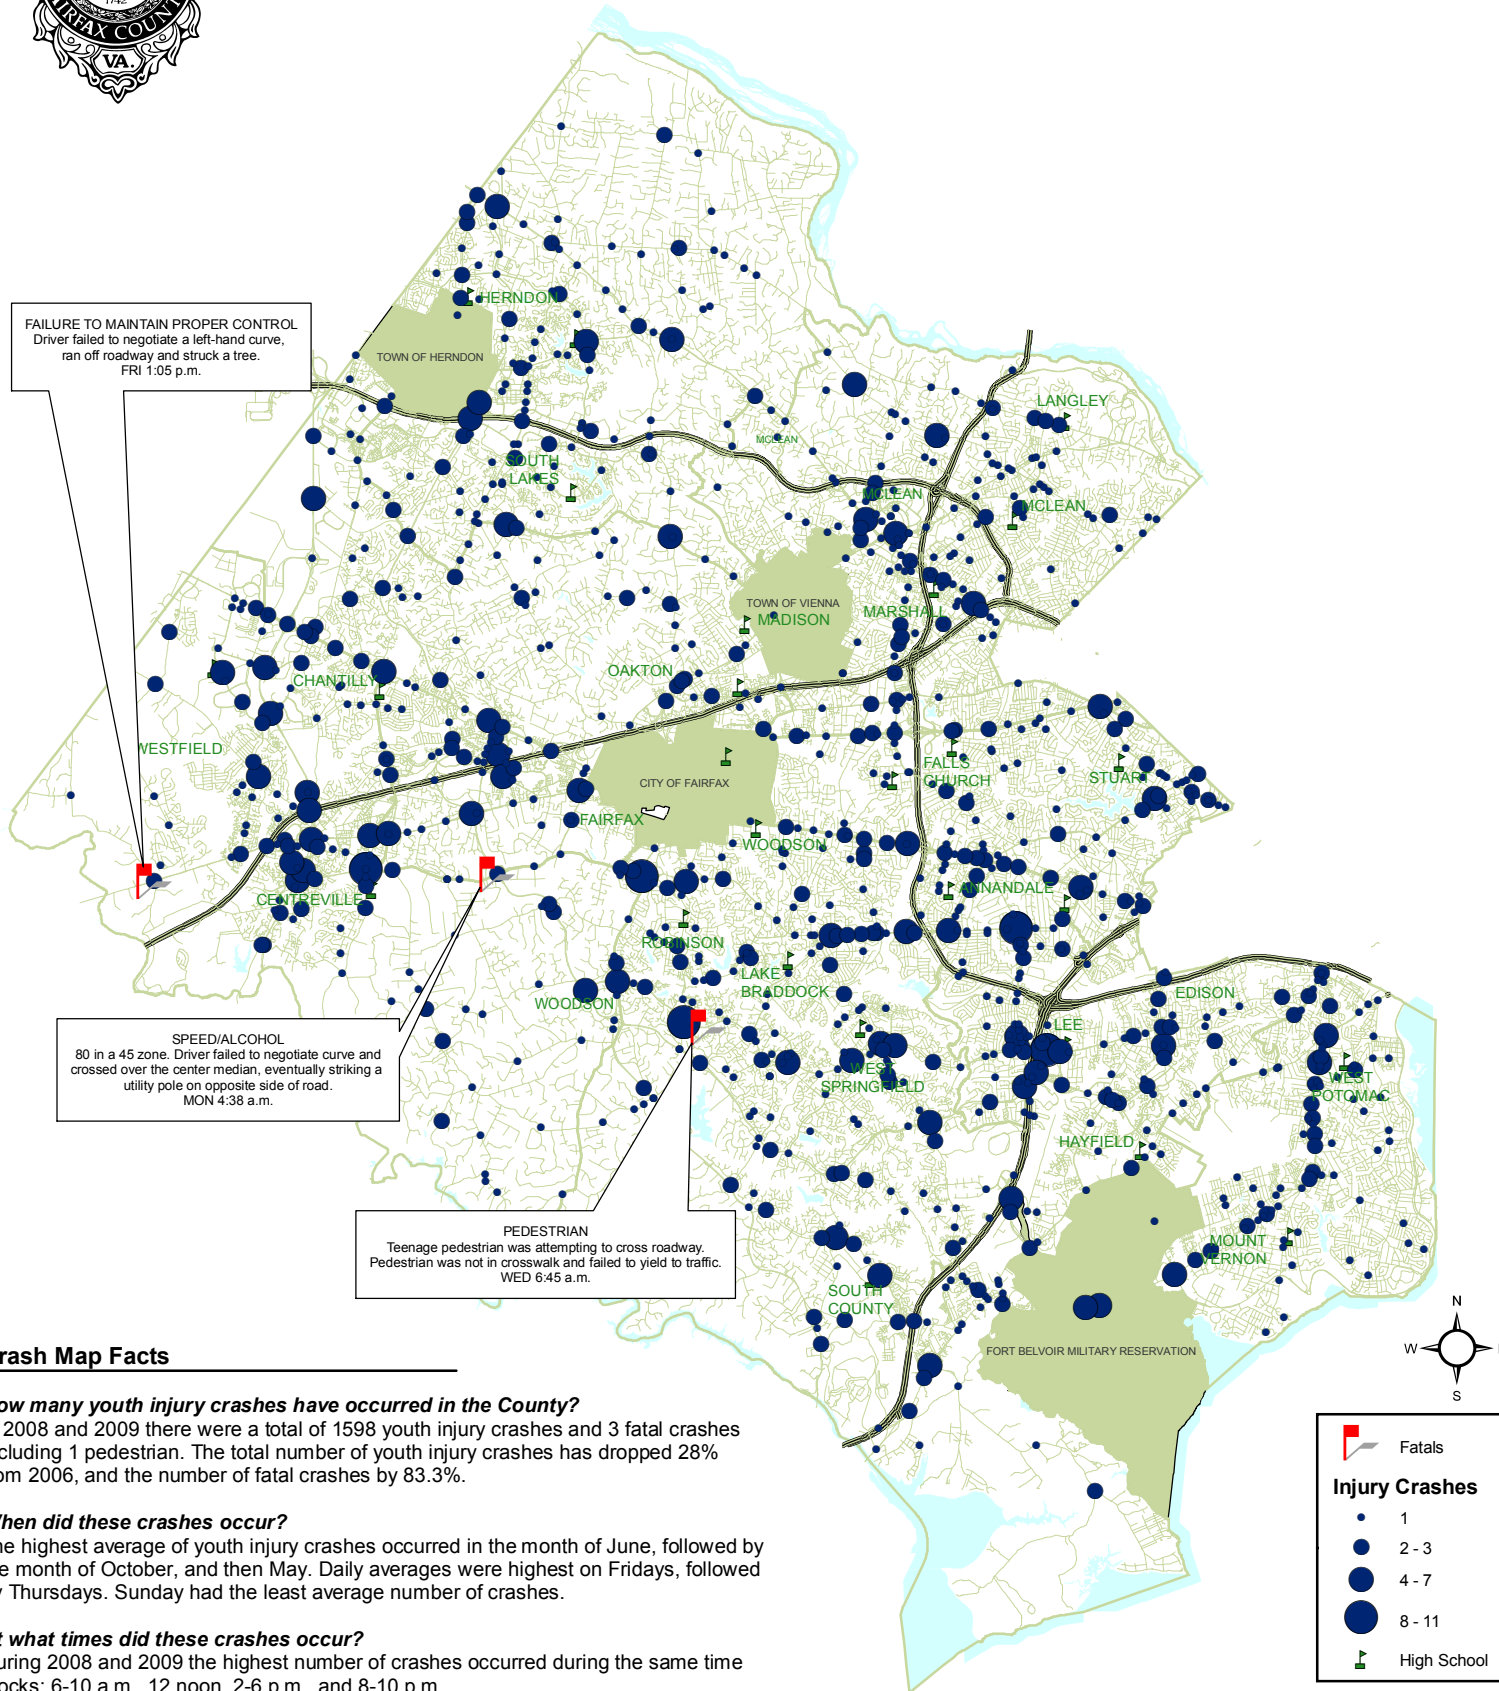 1742
FAIRFAX COUNTY
VA.
HERNDON
TOWN OF HERNDON
FAILURE TO MAINTAIN PROPER CONTROL
Driver failed to negotiate a left-hand curve,
ran off roadway and struck a tree.
FRI 1:05 p.m.
LANGLEY
MCLEAN
SOUTH
LAKES
MCLEAN
MCLEAN
TOWN OF VIENNA
MADISON
MARSHALL
OAKTON
CHANTILLY
WESTFIELD
CITY OF FAIRFAX
FALLS
CHURCH
STUART
FAIRFAX
WOODSON
ANNANDALE
CENTREVILLE
ROBINSON
LAKE
BRADDOCK
WOODSON
EDISON
LEE
SPEED/ALCOHOL
80 in a 45 zone. Driver failed to negotiate curve and
crossed over the center median, eventually striking a
utility pole on opposite side of road.
MON 4:38 a.m.
WEST
SPRINGFIELD
WEST
POTOMAC
HAYFIELD
PEDESTRIAN
Teenage pedestrian was attempting to cross roadway.
Pedestrian was not in crosswalk and failed to yield to traffic.
WED 6:45 a.m.
MOUNT
VERNON
SOUTH
COUNTY
FORT BELVOIR MILITARY RESERVATION
N
W
S
rash Map Facts
ow many youth injury crashes have occurred in the County?
2008 and 2009 there were a total of 1598 youth injury crashes and 3 fatal crashes
cluding 1 pedestrian. The total number of youth injury crashes has dropped 28%
om 2006, and the number of fatal crashes by 83.3%.
hen did these crashes occur?
he highest average of youth injury crashes occurred in the month of June, followed by
e month of October, and then May. Daily averages were highest on Fridays, followed
y Thursdays. Sunday had the least average number of crashes.
t what times did these crashes occur?
uring 2008 and 2009 the highest number of crashes occurred during the same time
ocks: 6-10 a.m., 12 noon, 2-6 p.m., and 8-10 p.m.
Fatals
Injury Crashes
1
2 - 3
4 - 7
8 - 11
High School